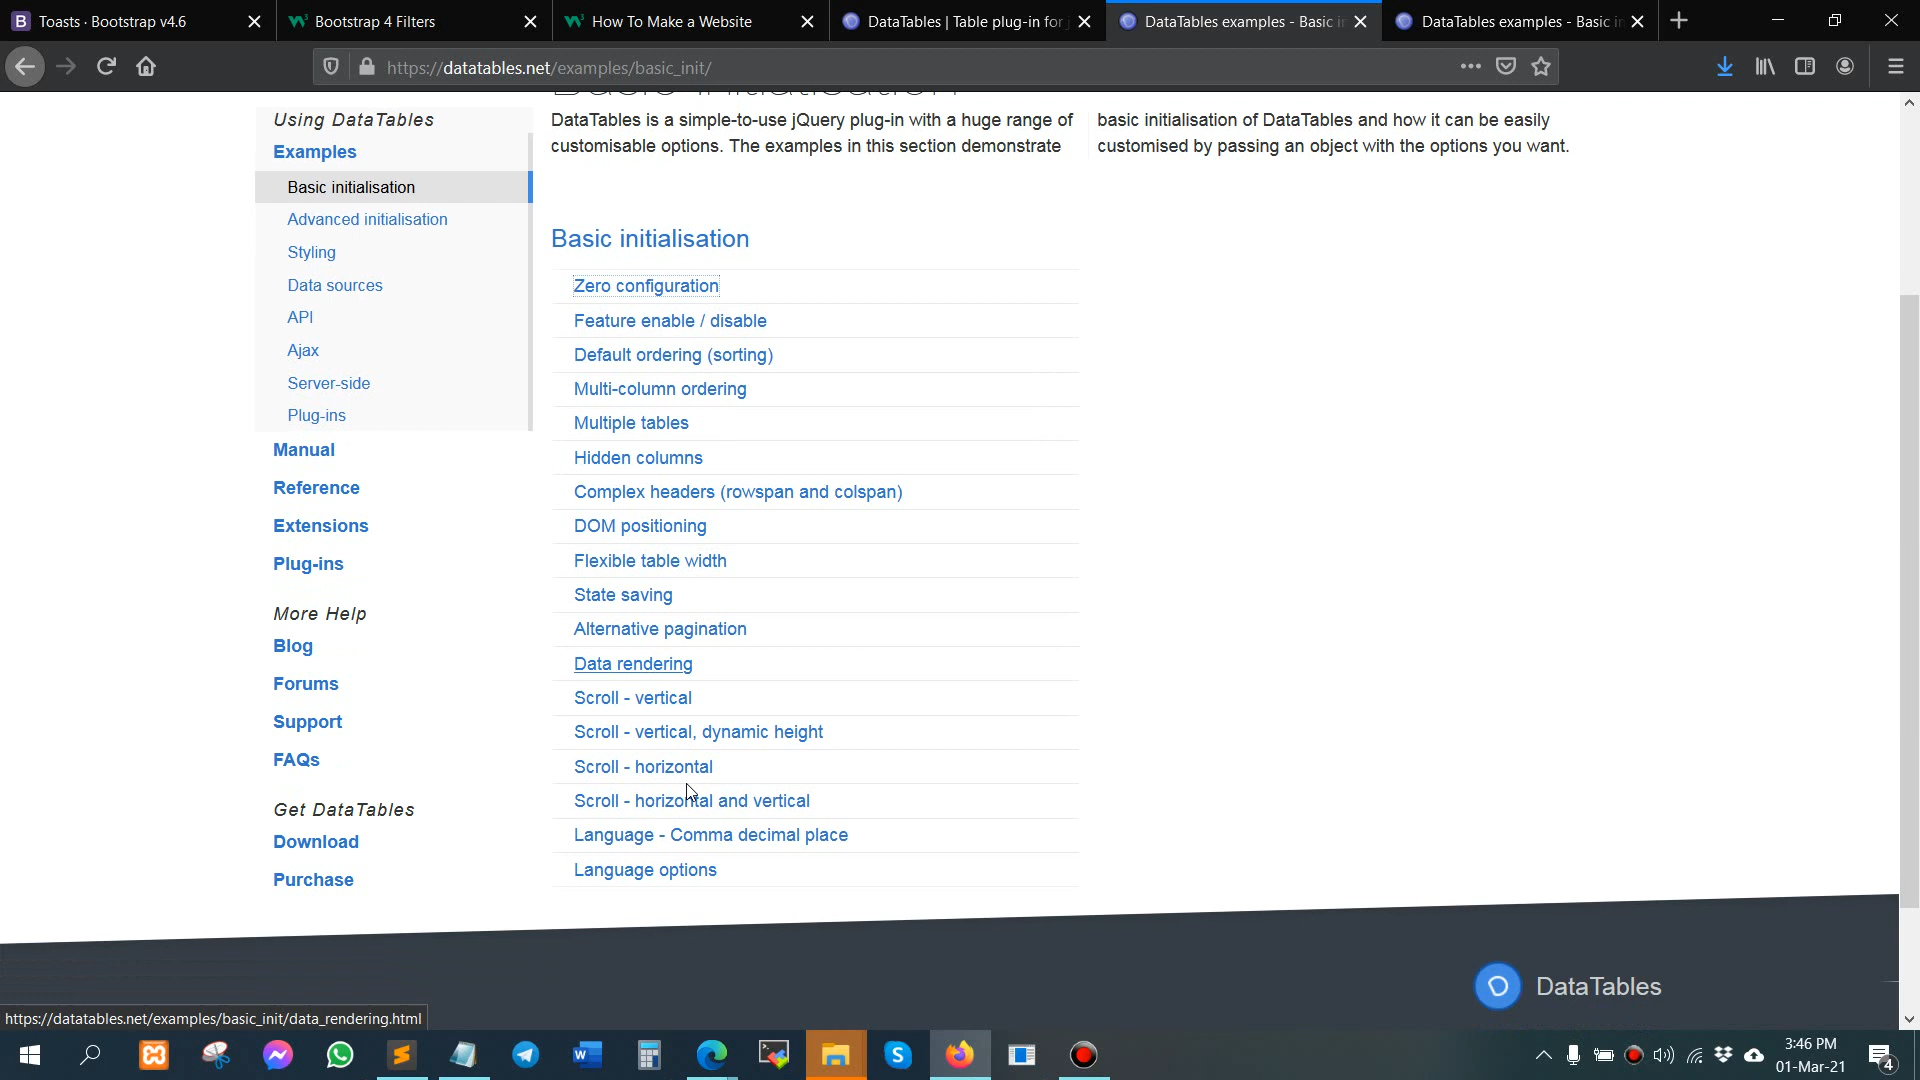 Toasts · Bootstrap v4.6
Bootstrap 4 Filters
How To Make a Website
DataTables | Table plug-in for j
DataTables examples - Basic in
DataTables examples - Basic in
https://datatables.net/examples/basic_init/
Using DataTables
Examples
Basic initialisation
Advanced initialisation
Styling
Data sources
API
Ajax
Server-side
Plug-ins
Manual
Reference
Extensions
Plug-ins
More Help
Blog
Forums
Support
FAQs
Get DataTables
Download
Purchase
Basic initialisation
DataTables is a simple-to-use jQuery plug-in with a huge range of
customisable options. The examples in this section demonstrate
basic initialisation of DataTables and how it can be easily
customised by passing an object with the options you want.
Basic initialisation
Zero configuration
Feature enable / disable
Default ordering (sorting)
Multi-column ordering
Multiple tables
Hidden columns
Complex headers (rowspan and colspan)
DOM positioning
Flexible table width
State saving
Alternative pagination
Data rendering
Scroll - vertical
Scroll - vertical, dynamic height
Scroll - horizontal
Scroll - horizontal and vertical
Language - Comma decimal place
Language options
DataTables
https://datatables.net/examples/basic_init/data_rendering.html
3:46 PM
01-Mar-21
4